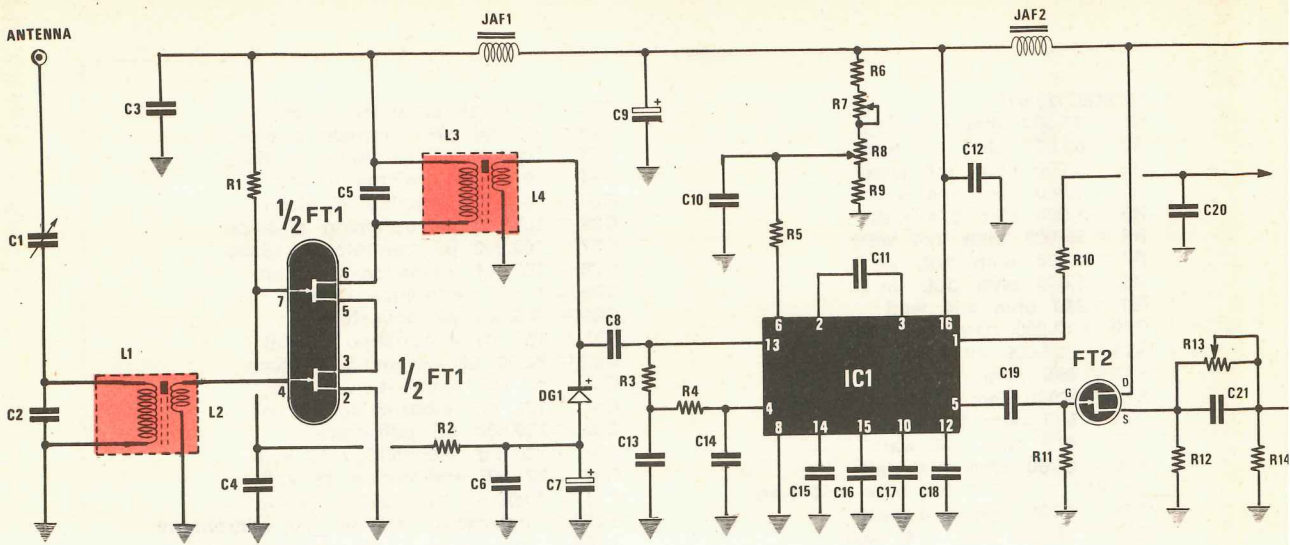 JAF1
JAF2
ANTENNA
C3
C9
R6
R7
R8
R9
C12
L3
L4
R1
C5
C10
R5
C20
1/2 FT1
C1
C11
R10
6
7
5
3
4
2
1/2 FT1
L1
L2
C2
C8
R3
R4
DG1
6
2
3
16
13
1
IC1
4
5
8
14
15
10
12
C19
FT2
G
D
S
R13
C21
R2
C4
C6
C7
+
+
+
C13
C14
C15
C16
C17
C18
R11
R12
R14